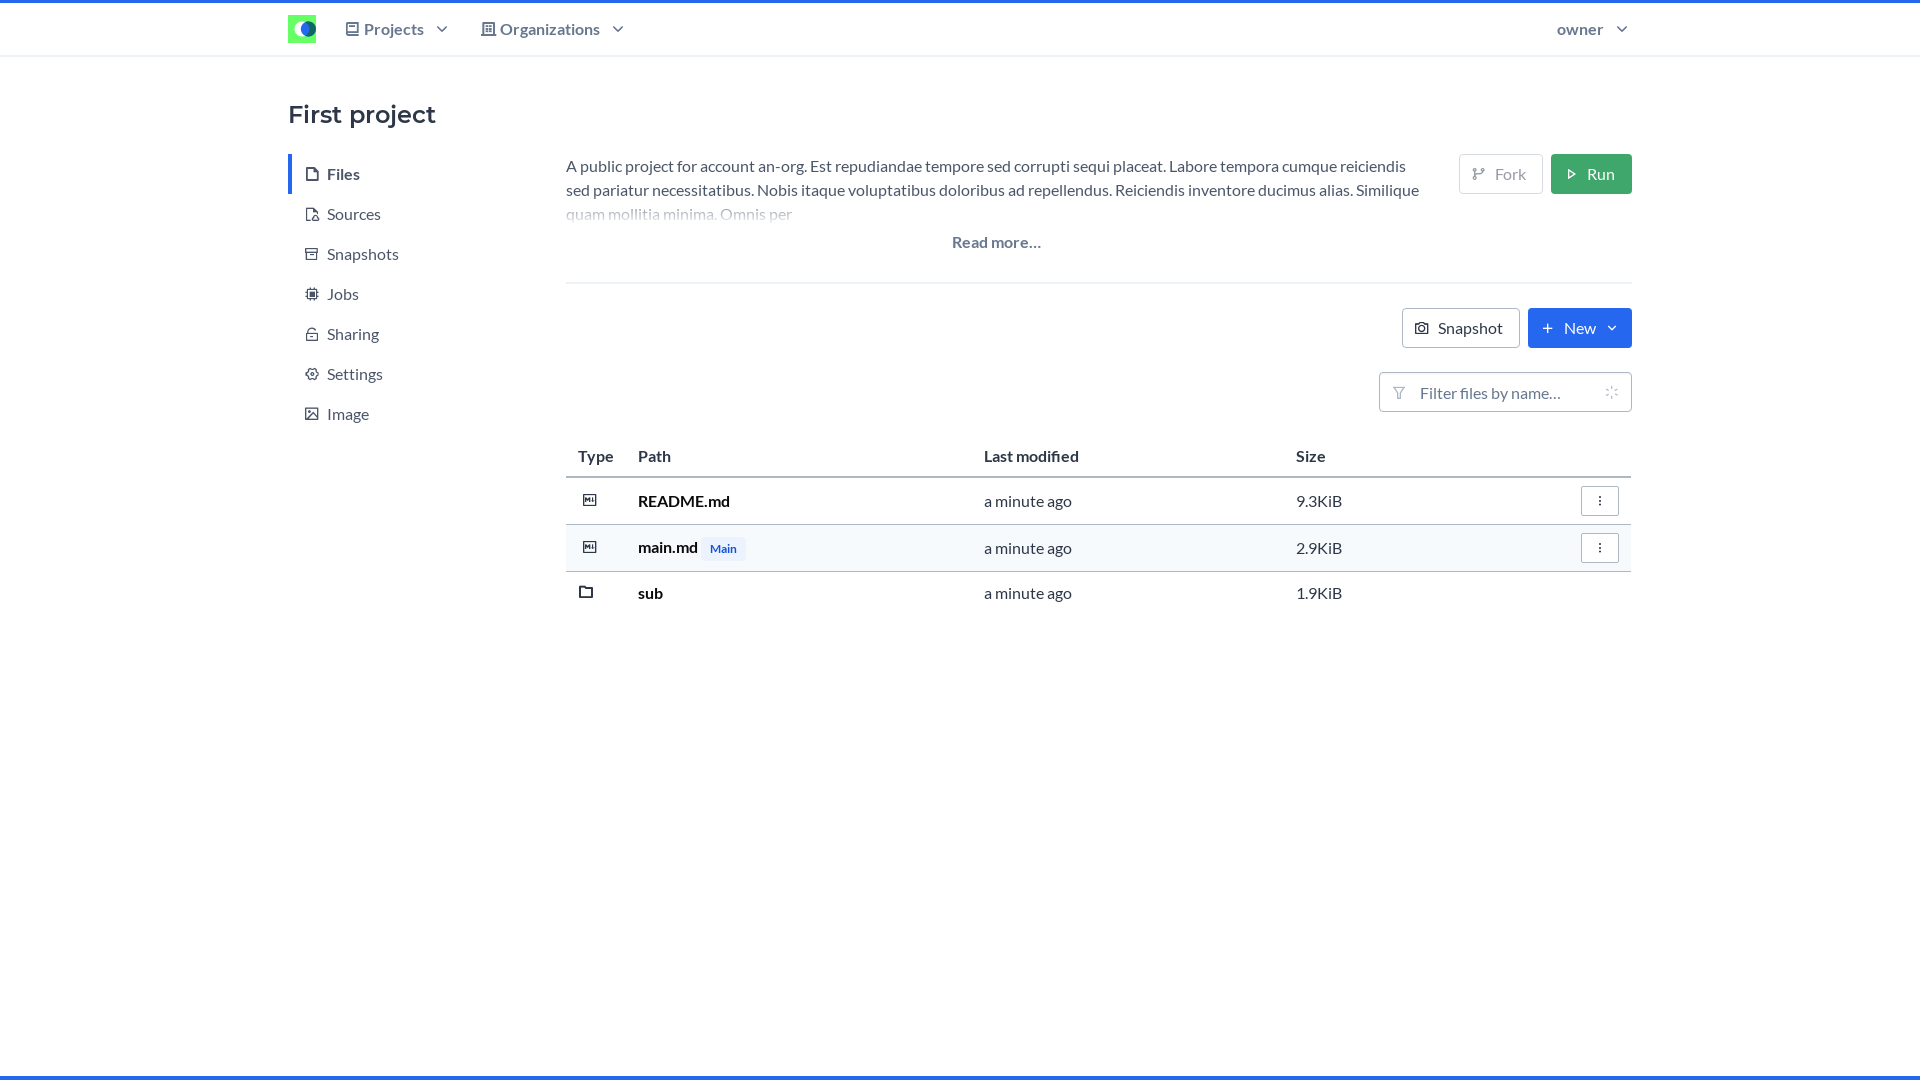 Projects
Organizations
owner
First project
Files
Sources
Snapshots
Jobs
Sharing
Settings
Image
A public project for account an-org. Est repudiandae tempore sed corrupti sequi placeat. Labore tempora cumque reiciendis
sed pariatur necessitatibus. Nobis itaque voluptatibus doloribus ad repellendus. Reiciendis inventore ducimus alias. Similique
quam mollitia minima. Omnis per
Read more...
Fork
Run
Snapshot
New
Filter files by name...
Type Path Last modified Size
README.md a minute ago 9.3KiB
main.md Main a minute ago 2.9KiB
sub a minute ago 1.9KiB